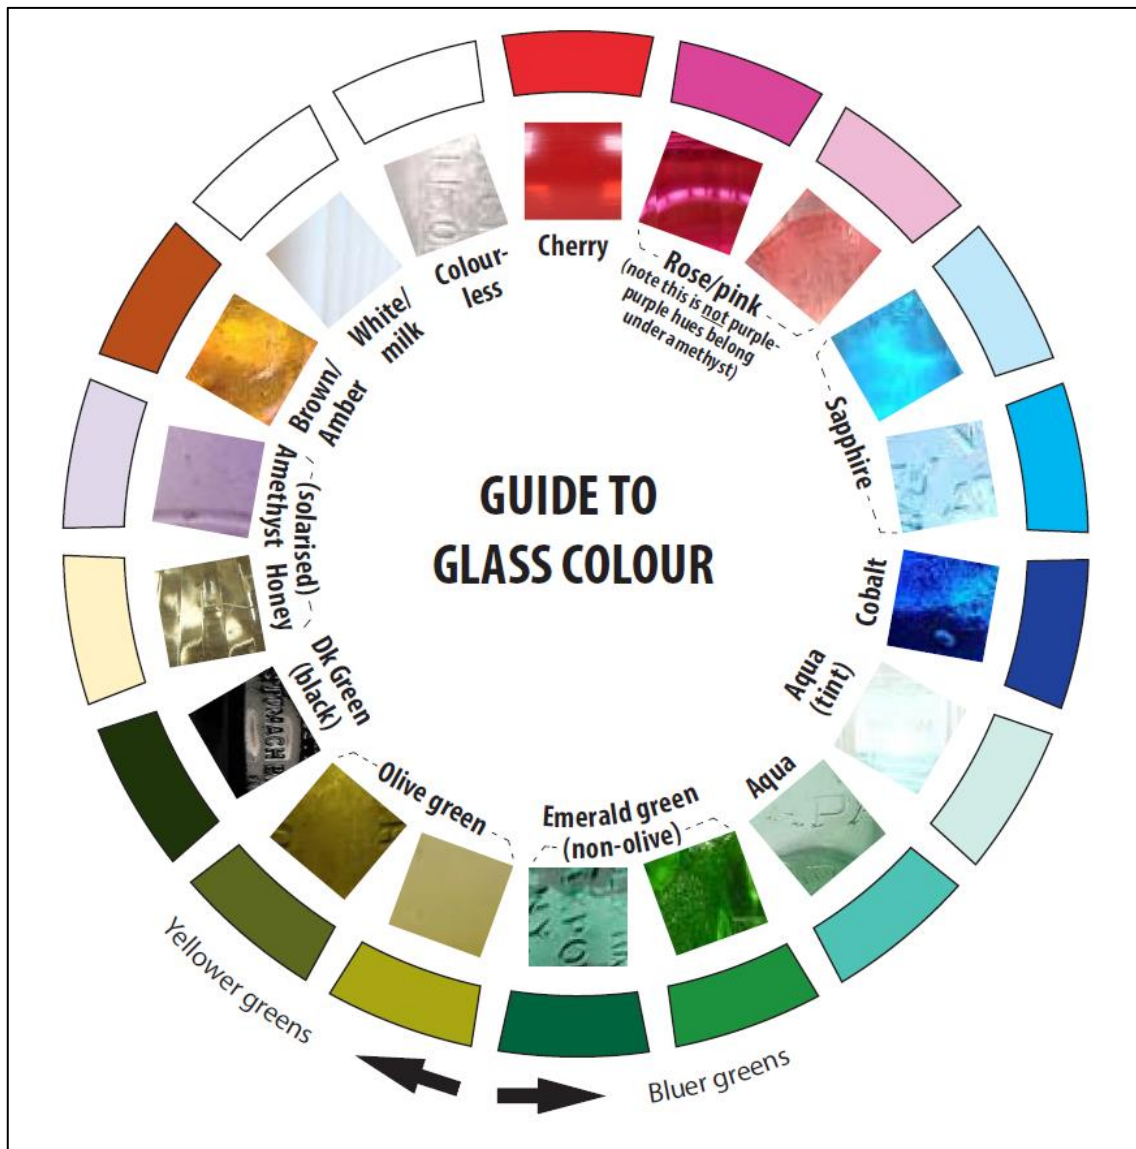 GUIDE TO
GLASS COLOUR
Cherry
Rose/pink
(note this is not purple-
purple hues belong
under amethyst)
Sapphire
Cobalt
Aqua
(tint)
Aqua
Emerald green
(non-olive)
Olive green
Dk Green
(black)
Honey
Amethyst
(solarised)
Brown/
Amber
White/
milk
Colour-
less
Yellower greens
Bluer greens